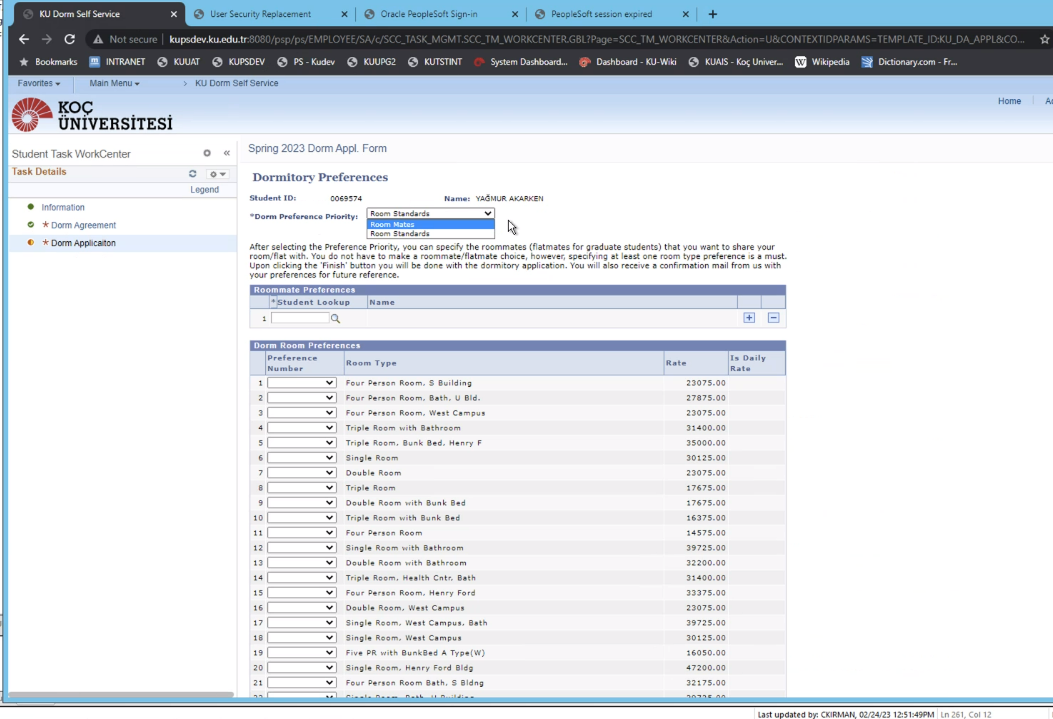 KU Dorm Self Service
User Security Replacement
Oracle PeopleSoft Sign-in
PeopleSoft session expired
Not secure | kupsdev.ku.edu.tr:8080/psp/ps/EMPLOYEE/SA/c/SCC_TASK_MGMT.SCC_TM_WORKCENTER.GBL?Page=SCC_TM_WORKCENTER&Action=U&CONTEXTIDPARAMS=TEMPLATE_ID:KU_DA_APPL&CO...
Bookmarks INTRANET KUUAT KUPSDEV PS - Kudev KUUPG2 KUTSTINT System Dashboard... Dashboard - KU-Wiki KUAIS - Koç Univer... Wikipedia Dictionary.com - Fr...
Favorites Main Menu > KU Dorm Self Service
KOÇ
ÜNİVERSİTESİ
Home
Student Task WorkCenter
Task Details
Legend
Information
* Dorm Agreement
* Dorm Applicaiton
Spring 2023 Dorm Appl. Form
Dormitory Preferences
Student ID: 0069574 Name: YAĞMUR AKARKEN
*Dorm Preference Priority: Room Standards
Room Mates
Room Standards
After selecting the Preference Priority, you can specify the roommates (flatmates for graduate students) that you want to share your
room/flat with. You do not have to make a roommate/flatmate choice, however, specifying at least one room type preference is a must.
Upon clicking the 'Finish' button you will be done with the dormitory application. You will also receive a confirmation mail from us with
your preferences for future reference.
Roommate Preferences
*Student Lookup Name
1
Dorm Room Preferences
Preference Number Room Type Rate Is Daily Rate
1 Four Person Room, S Building 23075.00
2 Four Person Room, Bath, U Bld. 27875.00
3 Four Person Room, West Campus 23075.00
4 Triple Room with Bathroom 31400.00
5 Triple Room, Bunk Bed, Henry F 35000.00
6 Single Room 30125.00
7 Double Room 23075.00
8 Triple Room 17675.00
9 Double Room with Bunk Bed 17675.00
10 Triple Room with Bunk Bed 16375.00
11 Four Person Room 14575.00
12 Single Room with Bathroom 39725.00
13 Double Room with Bathroom 32200.00
14 Triple Room, Health Cntr, Bath 31400.00
15 Four Person Room, Henry Ford 33375.00
16 Double Room, West Campus 23075.00
17 Single Room, West Campus, Bath 39725.00
18 Single Room, West Campus 30125.00
19 Five PR with BunkBed A Type(W) 16050.00
20 Single Room, Henry Ford Bldg 47200.00
21 Four Person Room Bath, S Bldng 32175.00
Last updated by: CKIRMAN, 02/24/23 12:51:49PM Ln 261, Col 12